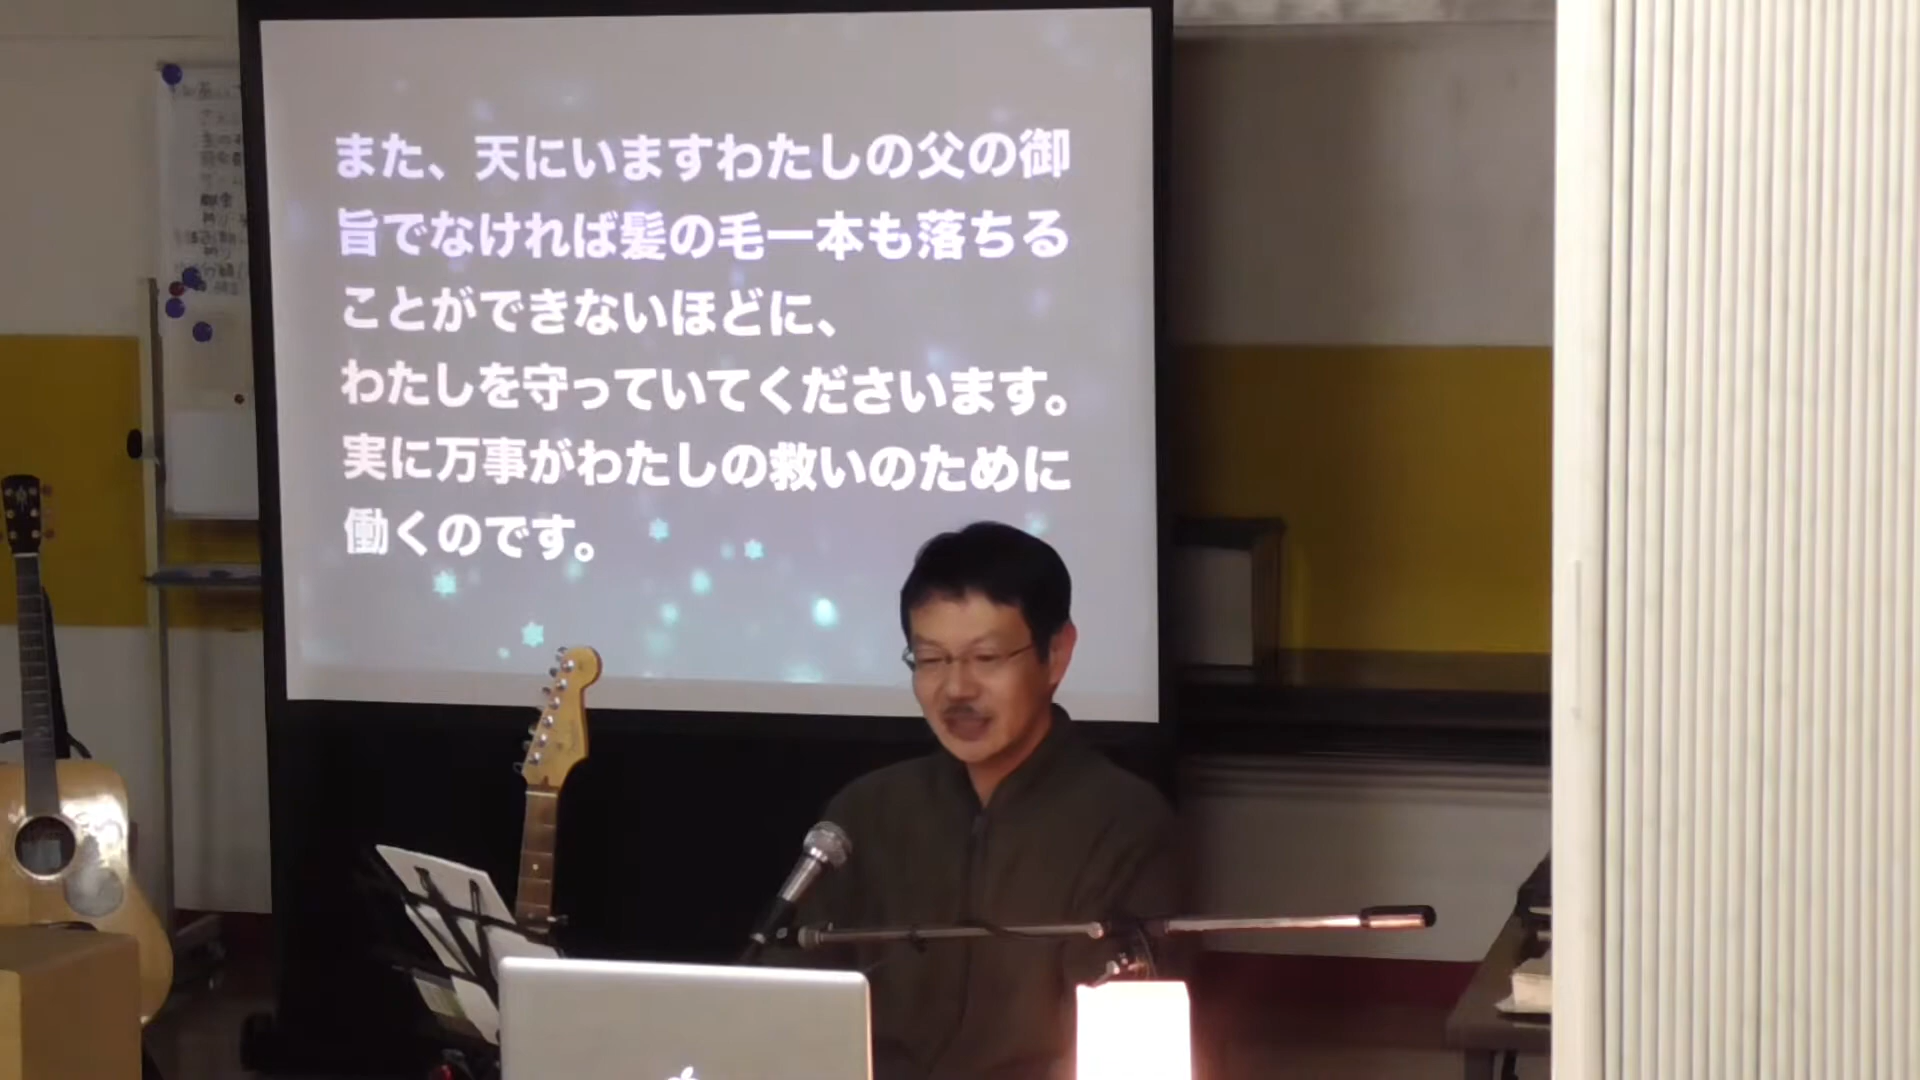 また、天にいますわたしの父の御
旨でなければ髪の毛一本も落ちる
ことができないほどに、
わたしを守っていてくださいます。
実に万事がわたしの救いのために
働くのです。